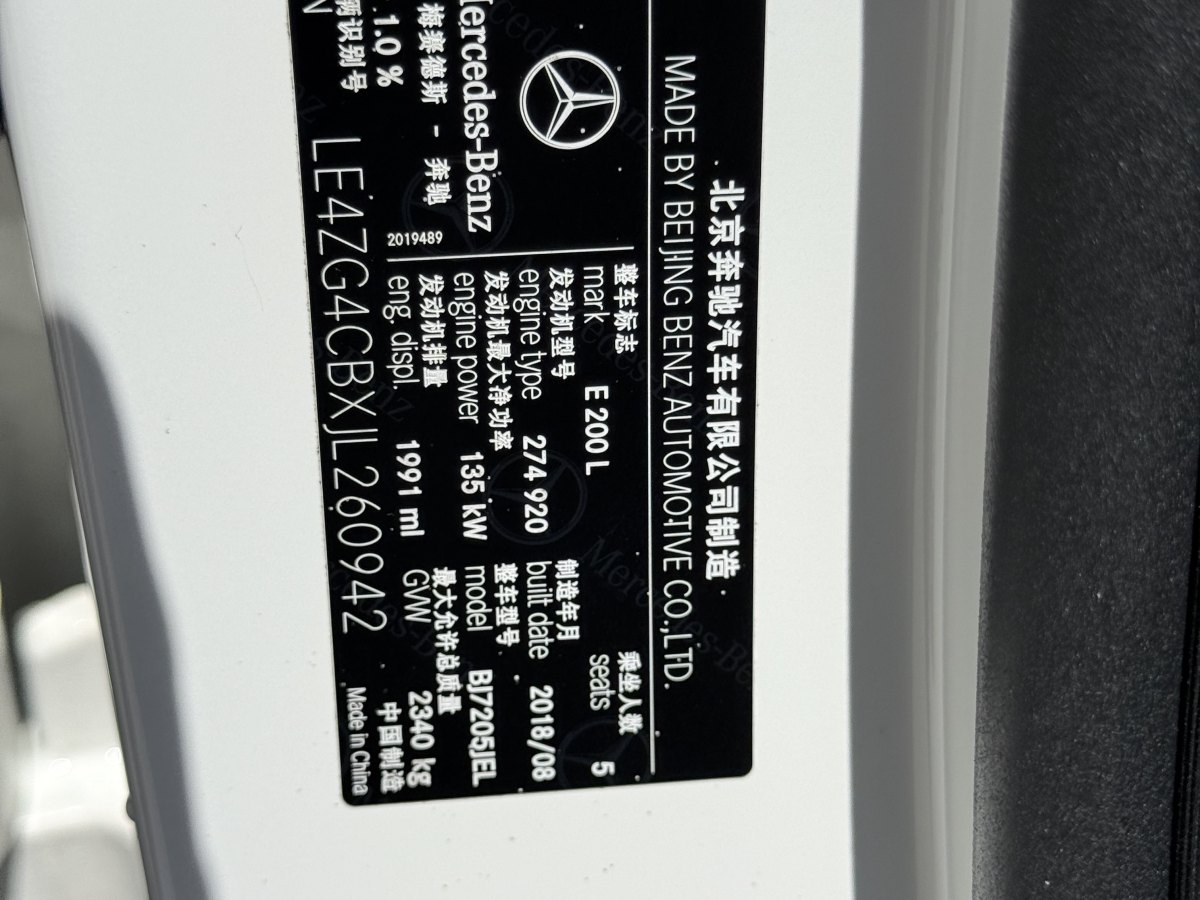 北京奔驰汽车有限公司制造
MADE BY BEIJING BENZ AUTOMOTIVE CO.,LTD.
Mercedes-Benz
梅赛德斯 - 奔驰
2019489
1.0 %
整车标志
mark E 200 L
乘坐人数
seats 5
发动机型号
engine type 274 920
制造年月
built date 2018/08
发动机最大净功率
engine power 135 kW
整车型号
model BJ7205JEL
发动机排量
eng. displ. 1991 ml
最大允许总质量
GVW 2340 kg
中国制造
Made in China
辆识别号
N LE4ZG4CBXJL260942